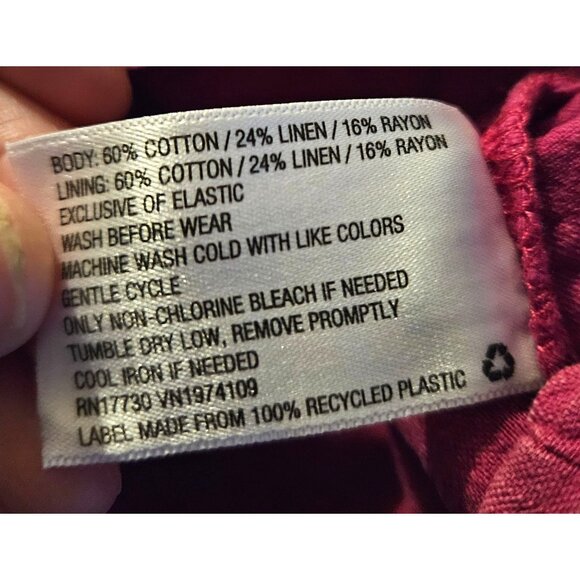 BODY: 60% COTTON / 24% LINEN / 16% RAYON
LINING: 60% COTTON / 24% LINEN / 16% RAYON
EXCLUSIVE OF ELASTIC
WASH BEFORE WEAR
MACHINE WASH COLD WITH LIKE COLORS
GENTLE CYCLE
ONLY NON-CHLORINE BLEACH IF NEEDED
TUMBLE DRY LOW, REMOVE PROMPTLY
COOL IRON IF NEEDED
RN17730 VN1974109
LABEL MADE FROM 100% RECYCLED PLASTIC